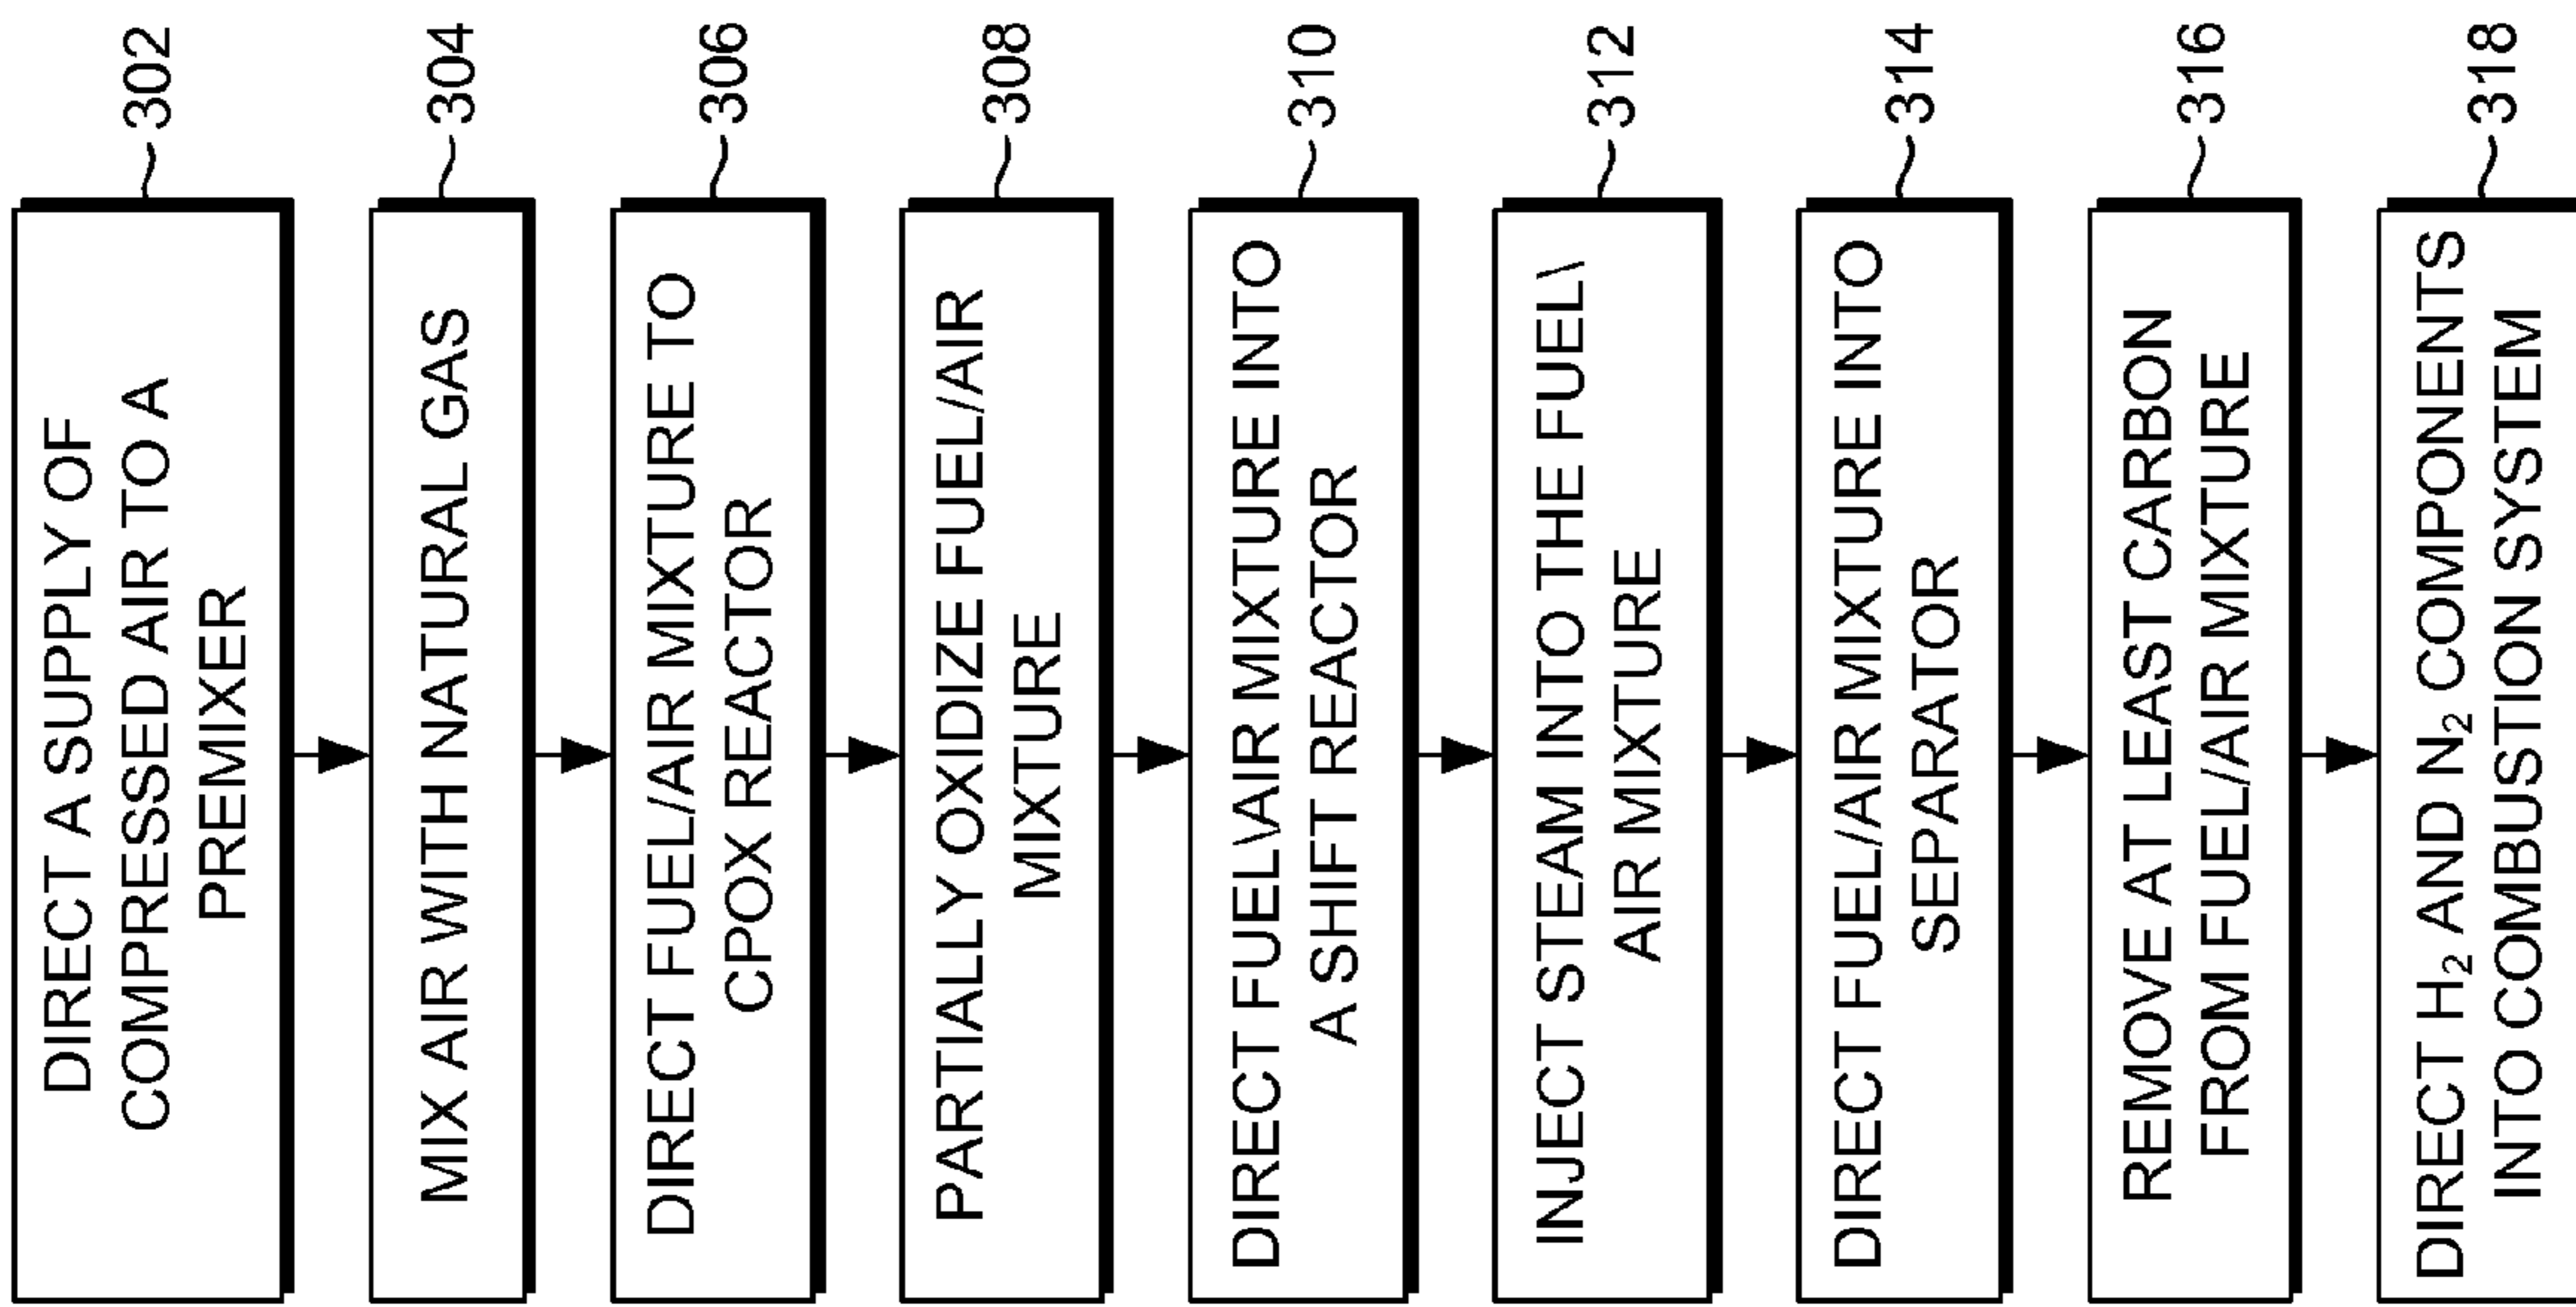 DIRECT A SUPPLY OF
COMPRESSED AIR TO A
PREMIXER
302
MIX AIR WITH NATURAL GAS
304
DIRECT FUEL/AIR MIXTURE TO
CPOX REACTOR
306
PARTIALLY OXIDIZE FUEL/AIR
MIXTURE
308
DIRECT FUEL\AIR MIXTURE INTO
A SHIFT REACTOR
310
INJECT STEAM INTO THE FUEL\
AIR MIXTURE
312
DIRECT FUEL/AIR MIXTURE INTO
SEPARATOR
314
REMOVE AT LEAST CARBON
FROM FUEL/AIR MIXTURE
316
DIRECT H₂ AND N₂ COMPONENTS
INTO COMBUSTION SYSTEM
318